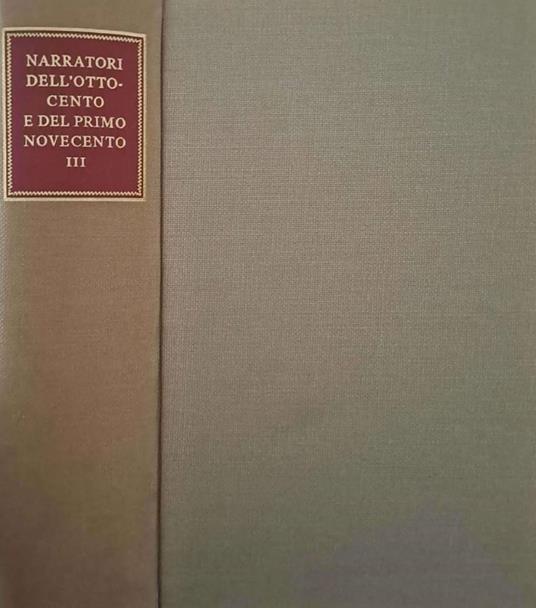 NARRATORI
DELL'OTTO-
CENTO
E DEL PRIMO
NOVECENTO
III